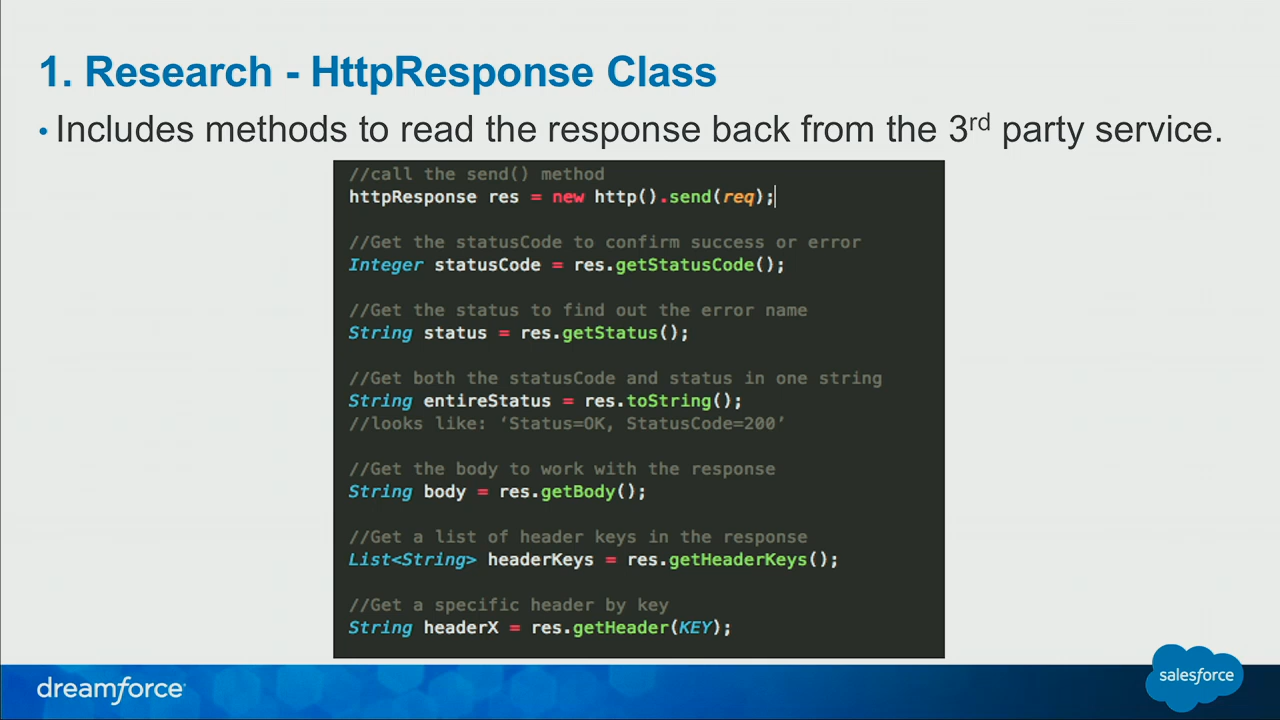 1. Research - HttpResponse Class
• Includes methods to read the response back from the 3rd party service.
//call the send() method
httpResponse res = new http().send(req);
//Get the statusCode to confirm success or error
Integer statusCode = res.getStatusCode();
//Get the status to find out the error name
String status = res.getStatus();
//Get both the statusCode and status in one string
String entireStatus = res.toString();
//looks like: ‘Status=OK, StatusCode=200’
//Get the body to work with the response
String body = res.getBody();
//Get a list of header keys in the response
List<String> headerKeys = res.getHeaderKeys();
//Get a specific header by key
String headerX = res.getHeader(KEY);
dreamforce
salesforce